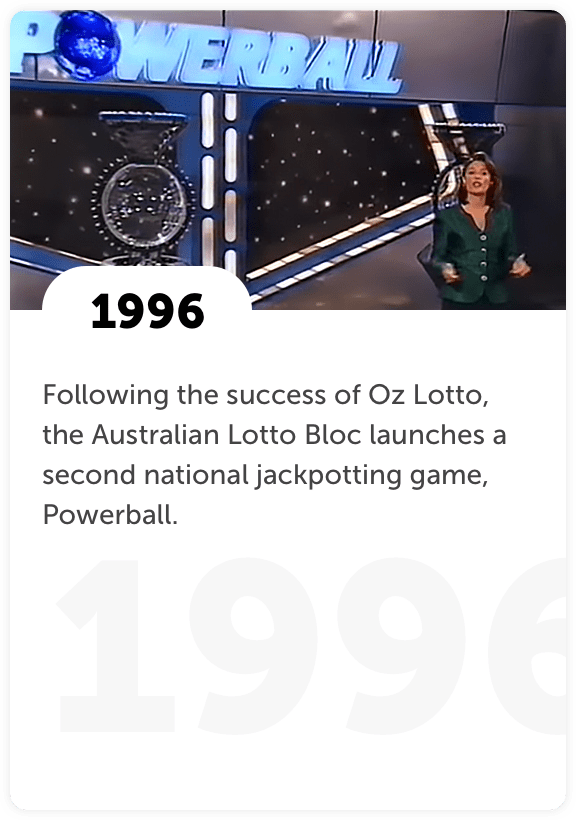 POWERBALL
1996
Following the success of Oz Lotto,
the Australian Lotto Bloc launches a
second national jackpotting game,
Powerball.
1996